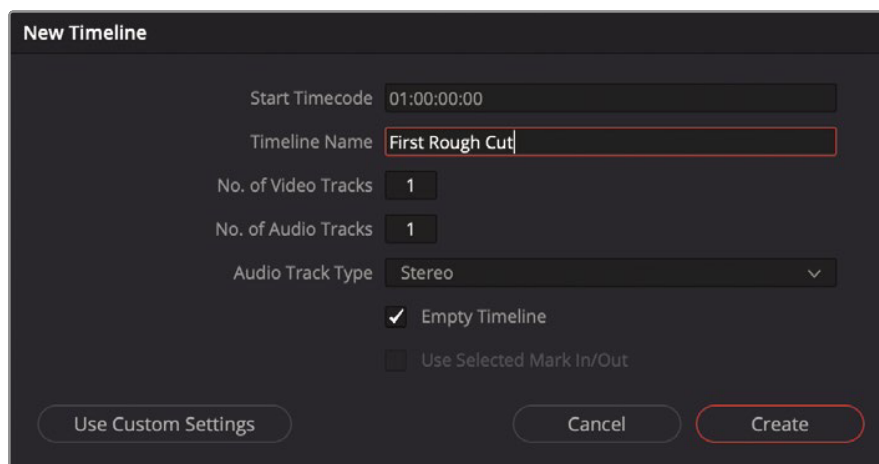 New Timeline
Start Timecode 01:00:00:00
Timeline Name First Rough Cut
No. of Video Tracks 1
No. of Audio Tracks 1
Audio Track Type Stereo
Empty Timeline
Use Selected Mark In/Out
Use Custom Settings Cancel Create